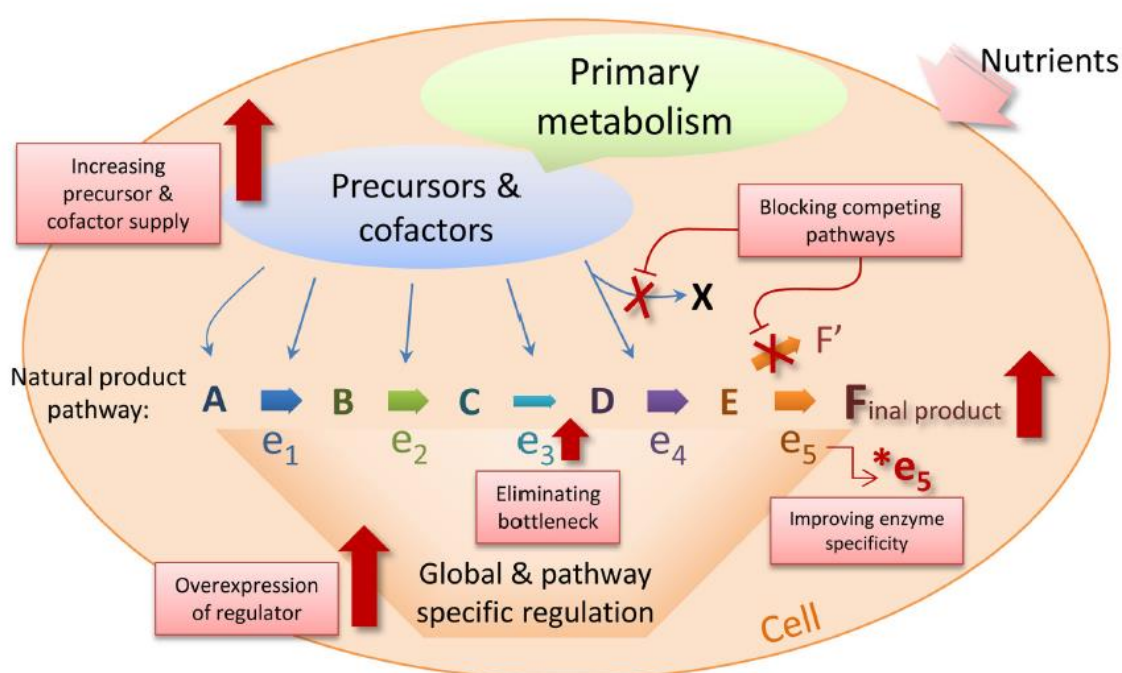 Primary
metabolism
Nutrients
Increasing
precursor &
cofactor supply
Precursors &
cofactors
Blocking competing
pathways
X
F'
Natural product
pathway:
A B C D E Final product
e1 e2 e3 e4 e5
*e5
Eliminating
bottleneck
Improving enzyme
specificity
Overexpression
of regulator
Global & pathway
specific regulation
Cell